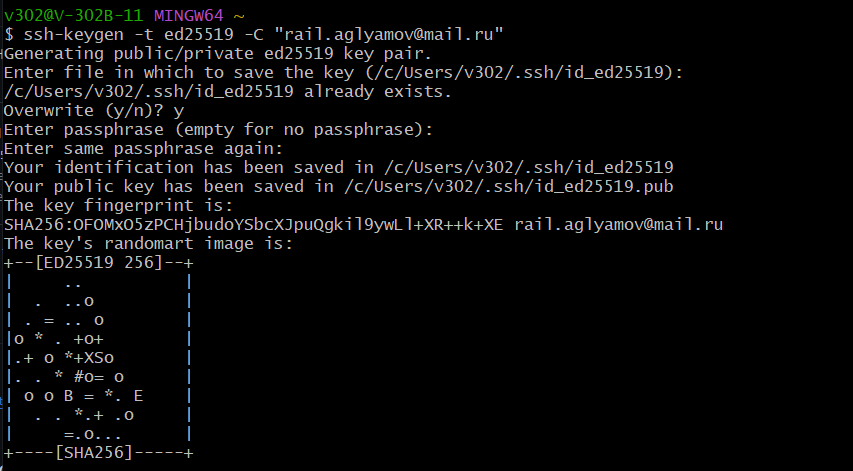 v302@V-302B-11 MINGW64 ~
$ ssh-keygen -t ed25519 -C "rail.aglyamov@mail.ru"
Generating public/private ed25519 key pair.
Enter file in which to save the key (/c/Users/v302/.ssh/id_ed25519):
/c/Users/v302/.ssh/id_ed25519 already exists.
Overwrite (y/n)? y
Enter passphrase (empty for no passphrase):
Enter same passphrase again:
Your identification has been saved in /c/Users/v302/.ssh/id_ed25519
Your public key has been saved in /c/Users/v302/.ssh/id_ed25519.pub
The key fingerprint is:
SHA256:OFOMxO5zPCHjbudoYSbcXJpuQgkil9ywLl+XR++k+XE rail.aglyamov@mail.ru
The key's randomart image is:
+--[ED25519 256]--+
|     ..          |
|  .  ..o         |
| . = .. o        |
|o * . +o+        |
|.+ o *+XSo       |
|. . * #o= o      |
| o o B = *. E    |
|  . . *.+ .o     |
|     =.o...      |
+----[SHA256]-----+